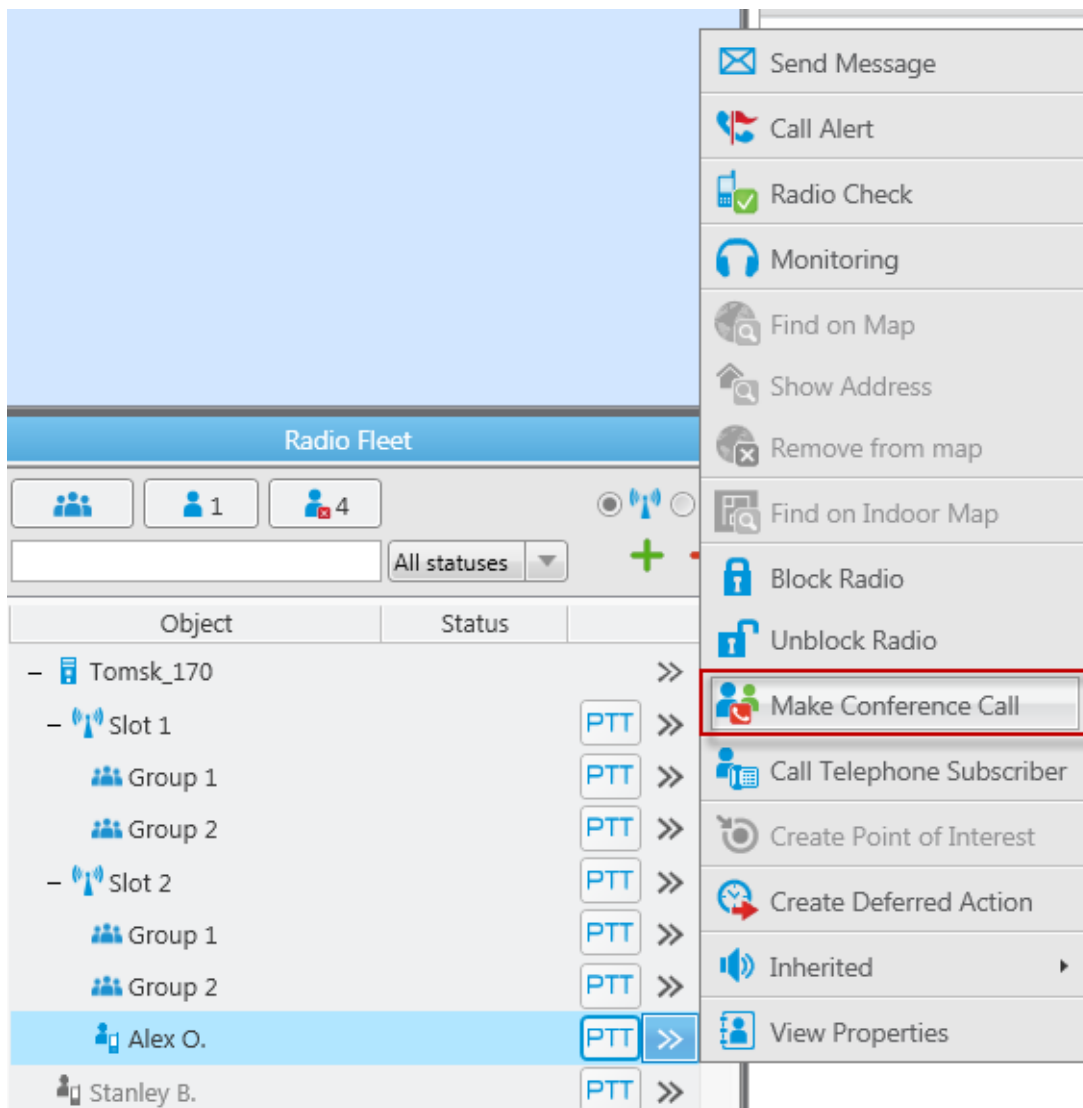 Send Message
Call Alert
Radio Check
Monitoring
Find on Map
Show Address
Remove from map
Find on Indoor Map
Block Radio
Unblock Radio
Make Conference Call
Call Telephone Subscriber
Create Point of Interest
Create Deferred Action
Inherited
View Properties
Radio Fleet
1 4
All statuses
Object Status
Tomsk_170
Slot 1 PTT
Group 1 PTT
Group 2 PTT
Slot 2 PTT
Group 1 PTT
Group 2 PTT
Alex O. PTT
Stanley B. PTT